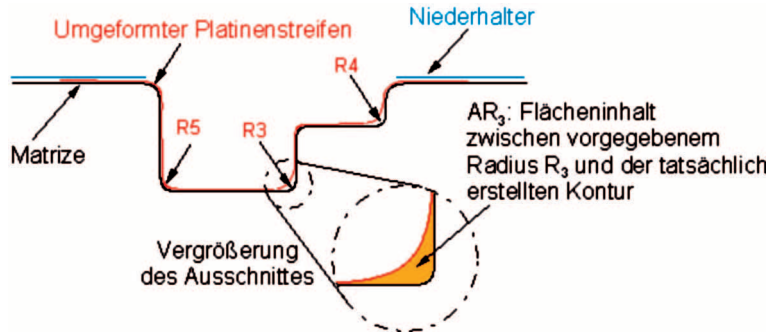 Umgeformter Platinenstreifen
Niederhalter
R4
R5
R3
Matrize
AR₃: Flächeninhalt
zwischen vorgegebenem
Radius R₃ und der tatsächlich
erstellten Kontur
Vergrößerung
des Ausschnittes